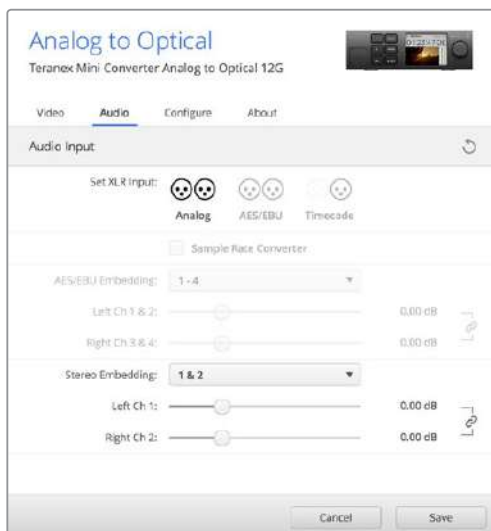 Analog to Optical
Teranex Mini Converter Analog to Optical 12G
Video Audio Configure About
Audio Input
Set XLR Input:
Analog AES/EBU Timecode
Sample Rate Converter
AES/EBU Embedding: 1 - 4
Left Ch 1 & 2: 0.00 dB
Right Ch 3 & 4: 0.00 dB
Stereo Embedding: 1 & 2
Left Ch 1: 0.00 dB
Right Ch 2: 0.00 dB
Cancel Save